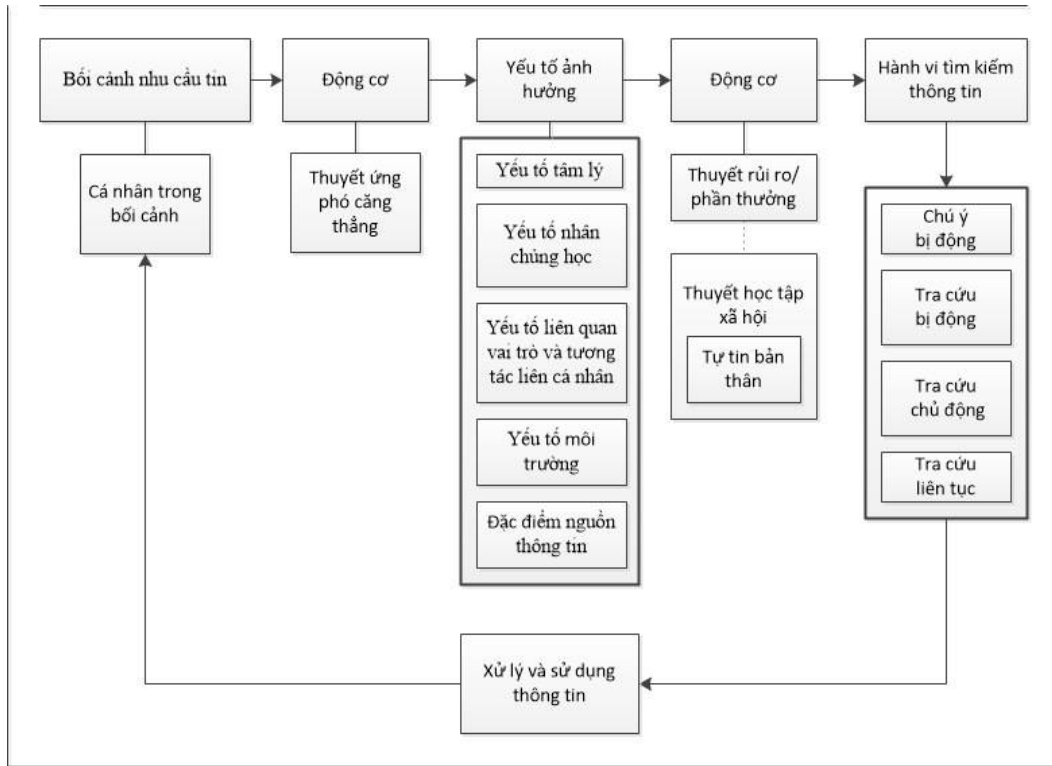 Bối cảnh nhu cầu tin
Động cơ
Yếu tố ảnh
hưởng
Động cơ
Hành vi tìm kiếm
thông tin
Cá nhân trong
bối cảnh
Thuyết ứng
phó căng
thẳng
Yếu tố tâm lý
Yếu tố nhân
chủng học
Yếu tố liên quan
vai trò và tương
tác liên cá nhân
Yếu tố môi
trường
Đặc điểm nguồn
thông tin
Thuyết rủi ro/
phần thưởng
Thuyết học tập
xã hội
Tự tin bản
thân
Chú ý
bị động
Tra cứu
bị động
Tra cứu
chủ động
Tra cứu
liên tục
Xử lý và sử dụng
thông tin